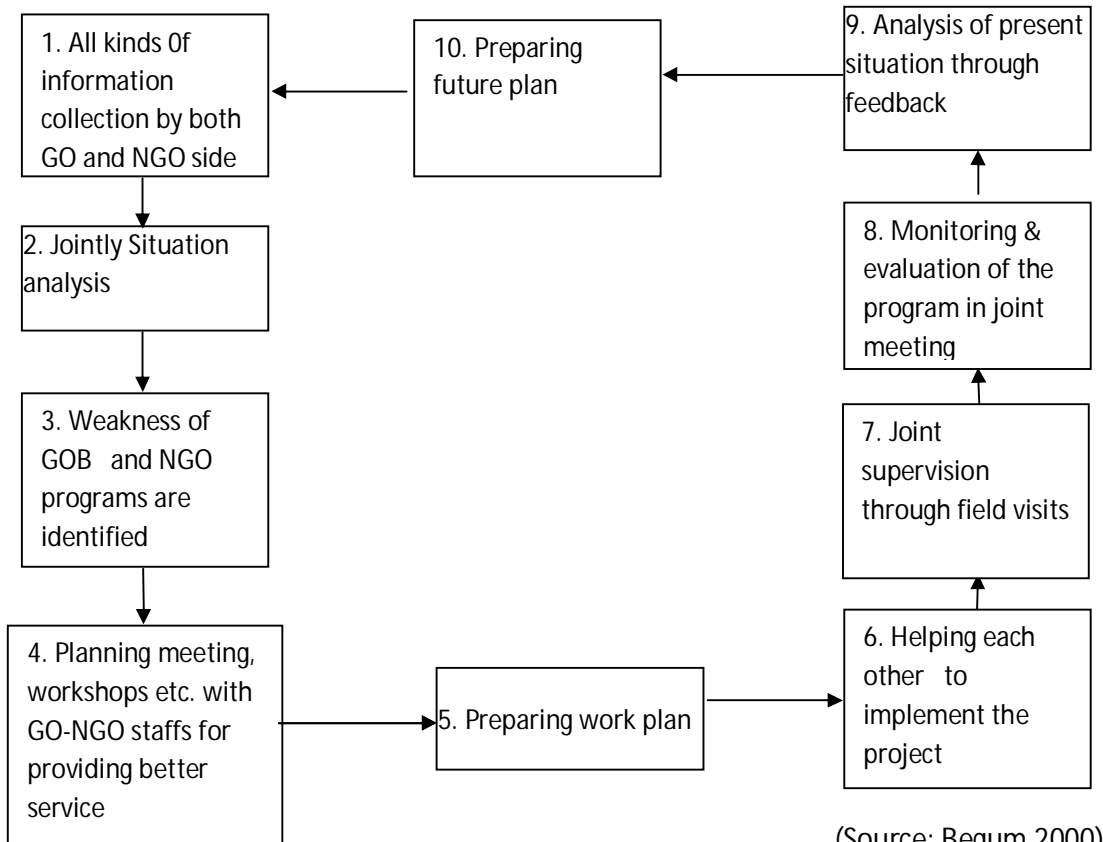 1. All kinds 0f
information
collection by both
GO and NGO side
2. Jointly Situation
analysis
3. Weakness of
GOB and NGO
programs are
identified
4. Planning meeting,
workshops etc. with
GO-NGO staffs for
providing better
service
5. Preparing work plan
6. Helping each
other to
implement the
project
7. Joint
supervision
through field visits
8. Monitoring &
evaluation of the
program in joint
meeting
9. Analysis of present
situation through
feedback
10. Preparing
future plan
(Source: Begum 2000)